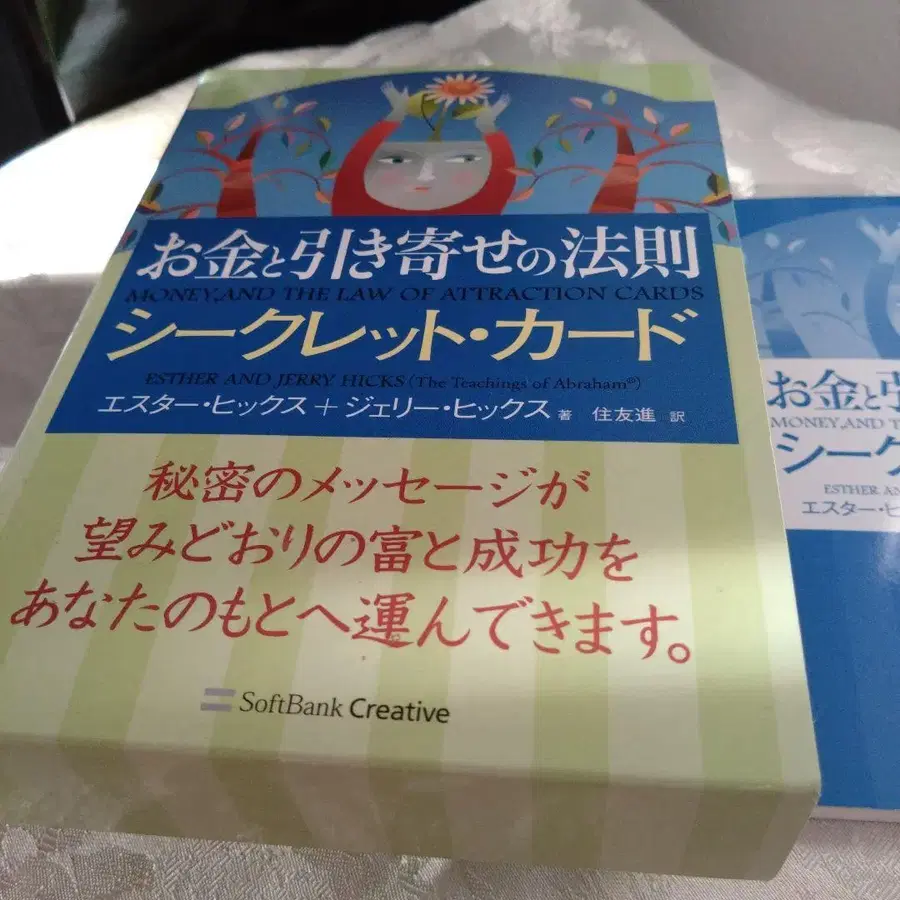 お金と引き寄せの法則
MONEY, AND THE LAW OF ATTRACTION CARDS
シークレット・カード
ESTHER AND JERRY HICKS (The Teachings of Abraham®)
エスター・ヒックス＋ジェリー・ヒックス 著 住友進 訳
秘密のメッセージが
望みどおりの富と成功を
あなたのもとへ運んできます。
SoftBank Creative
お金と引
MONEY, AND TH
シーク
ESTHER AN
エスター・ヒ